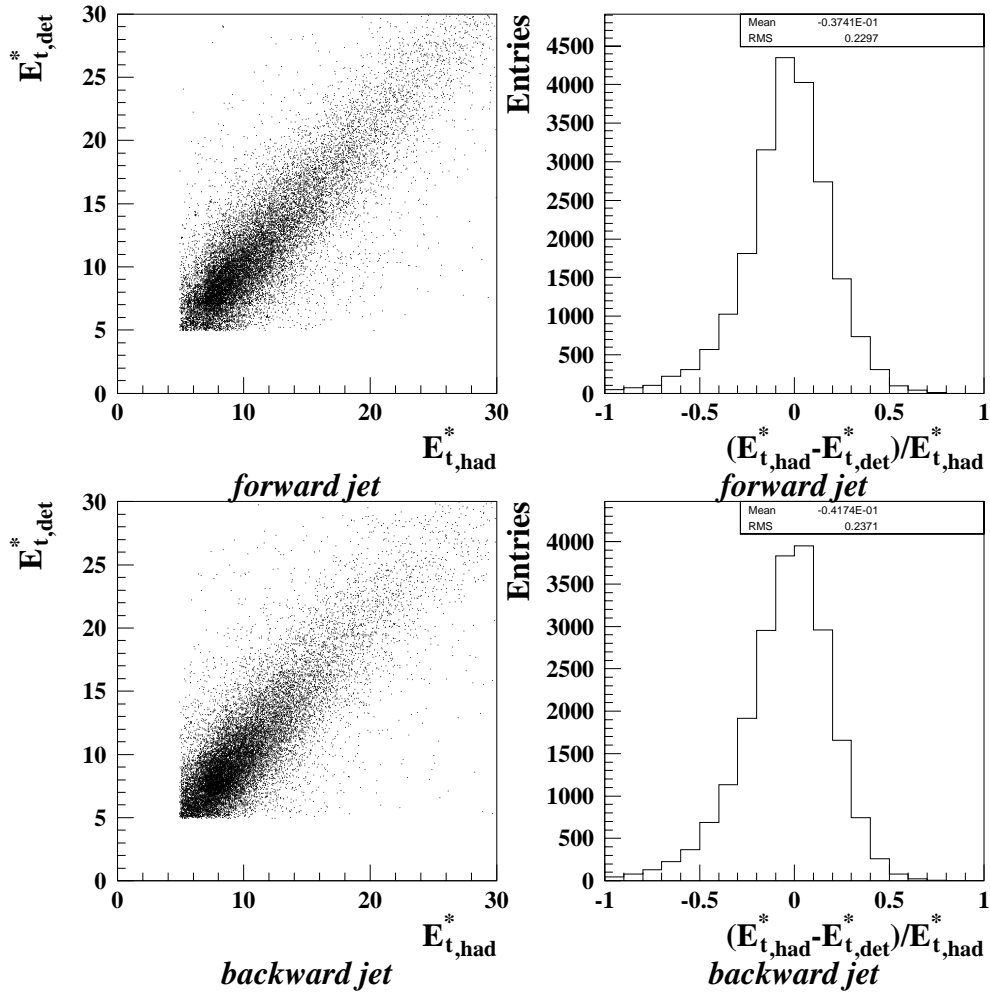 E*t,det
30
25
20
15
10
5
0
0 10 20 30
E*t,had
forward jet
Entries
Mean -0.3741E-01
RMS 0.2297
4500
4000
3500
3000
2500
2000
1500
1000
500
0
-1 -0.5 0 0.5 1
(E*t,had-E*t,det)/E*t,had
forward jet
E*t,det
30
25
20
15
10
5
0
0 10 20 30
E*t,had
backward jet
Entries
Mean -0.4174E-01
RMS 0.2371
4000
3500
3000
2500
2000
1500
1000
500
0
-1 -0.5 0 0.5 1
(E*t,had-E*t,det)/E*t,had
backward jet